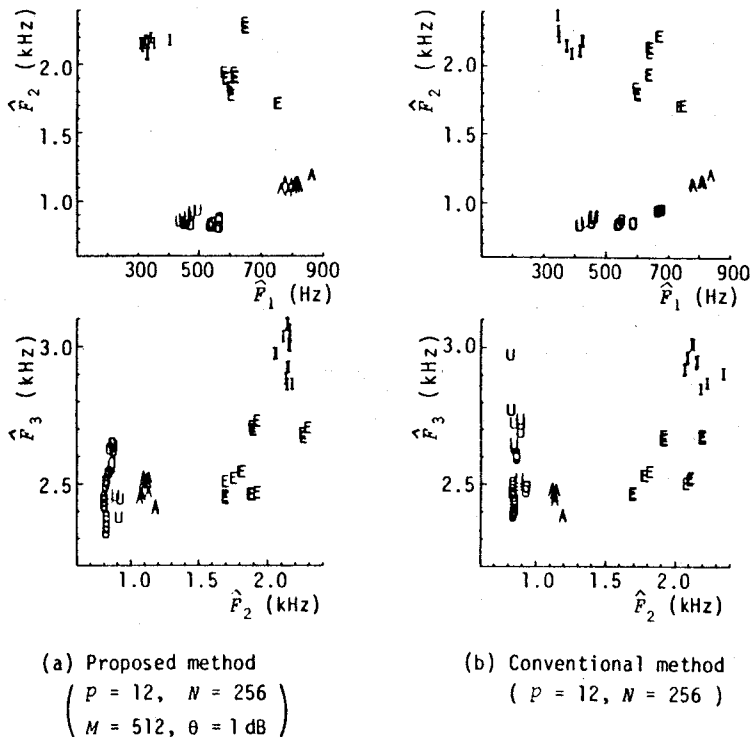 F̂₂ (kHz)
2.0
1.5
1.0
300 500 700 900
F̂₁ (Hz)
I I I I I E E E E E E A A A A U U U U O O O
F̂₂ (kHz)
2.0
1.5
1.0
300 500 700 900
F̂₁ (Hz)
I I I I I I E E E E E E A A A U U U O O O
F̂₃ (kHz)
3.0
2.5
1.0 1.5 2.0
F̂₂ (kHz)
I I I I I E E E E E E A A A U U U O O O
F̂₃ (kHz)
3.0
2.5
1.0 1.5 2.0
F̂₂ (kHz)
U U U U I I I I I E E E E E A A A O O O
(a) Proposed method
( p = 12, N = 256
M = 512, θ = 1 dB )
(b) Conventional method
( p = 12, N = 256 )